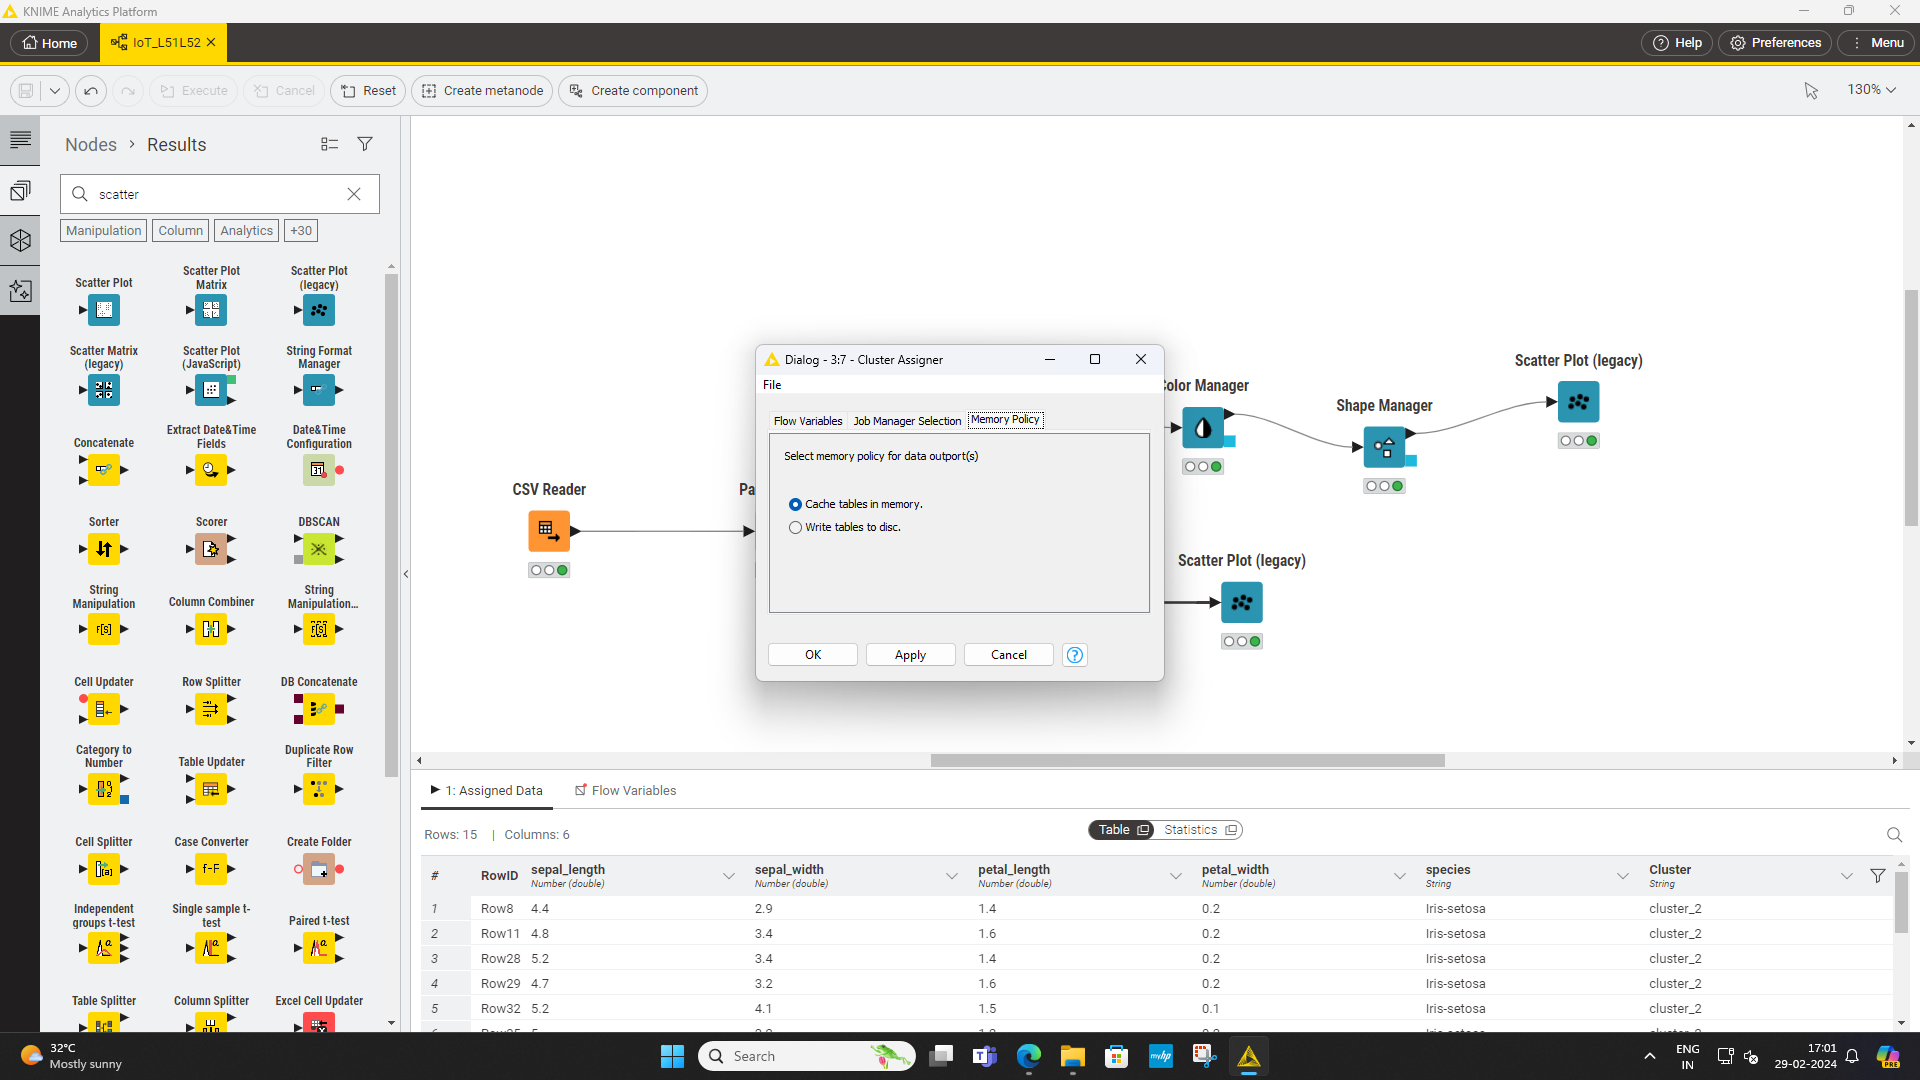 KNIME Analytics Platform
Home
IoT_L51L52
Help
Preferences
Menu
Execute
Cancel
Reset
Create metanode
Create component
130%
Nodes › Results
scatter
Manipulation
Column
Analytics
+30
Scatter Plot
Scatter Plot Matrix
Scatter Plot (legacy)
Scatter Matrix (legacy)
Scatter Plot (JavaScript)
String Format Manager
Concatenate
Extract Date&Time Fields
Date&Time Configuration
Sorter
Scorer
DBSCAN
String Manipulation
Column Combiner
String Manipulation...
Cell Updater
Row Splitter
DB Concatenate
Category to Number
Table Updater
Duplicate Row Filter
Cell Splitter
Case Converter
Create Folder
Independent groups t-test
Single sample t-test
Paired t-test
Table Splitter
Column Splitter
Excel Cell Updater
CSV Reader
Pa
Color Manager
Shape Manager
Scatter Plot (legacy)
Scatter Plot (legacy)
Dialog - 3:7 - Cluster Assigner
File
Flow Variables
Job Manager Selection
Memory Policy
Select memory policy for data outport(s)
Cache tables in memory.
Write tables to disc.
OK
Apply
Cancel
1: Assigned Data
Flow Variables
Rows: 15 | Columns: 6
Table
Statistics
# RowID sepal_length sepal_width petal_length petal_width species Cluster
Number (double) Number (double) Number (double) Number (double) String String
1 Row8 4.4 2.9 1.4 0.2 Iris-setosa cluster_2
2 Row11 4.8 3.4 1.6 0.2 Iris-setosa cluster_2
3 Row28 5.2 3.4 1.4 0.2 Iris-setosa cluster_2
4 Row29 4.7 3.2 1.6 0.2 Iris-setosa cluster_2
5 Row32 5.2 4.1 1.5 0.1 Iris-setosa cluster_2
32°C
Mostly sunny
Search
ENG
IN
17:01
29-02-2024